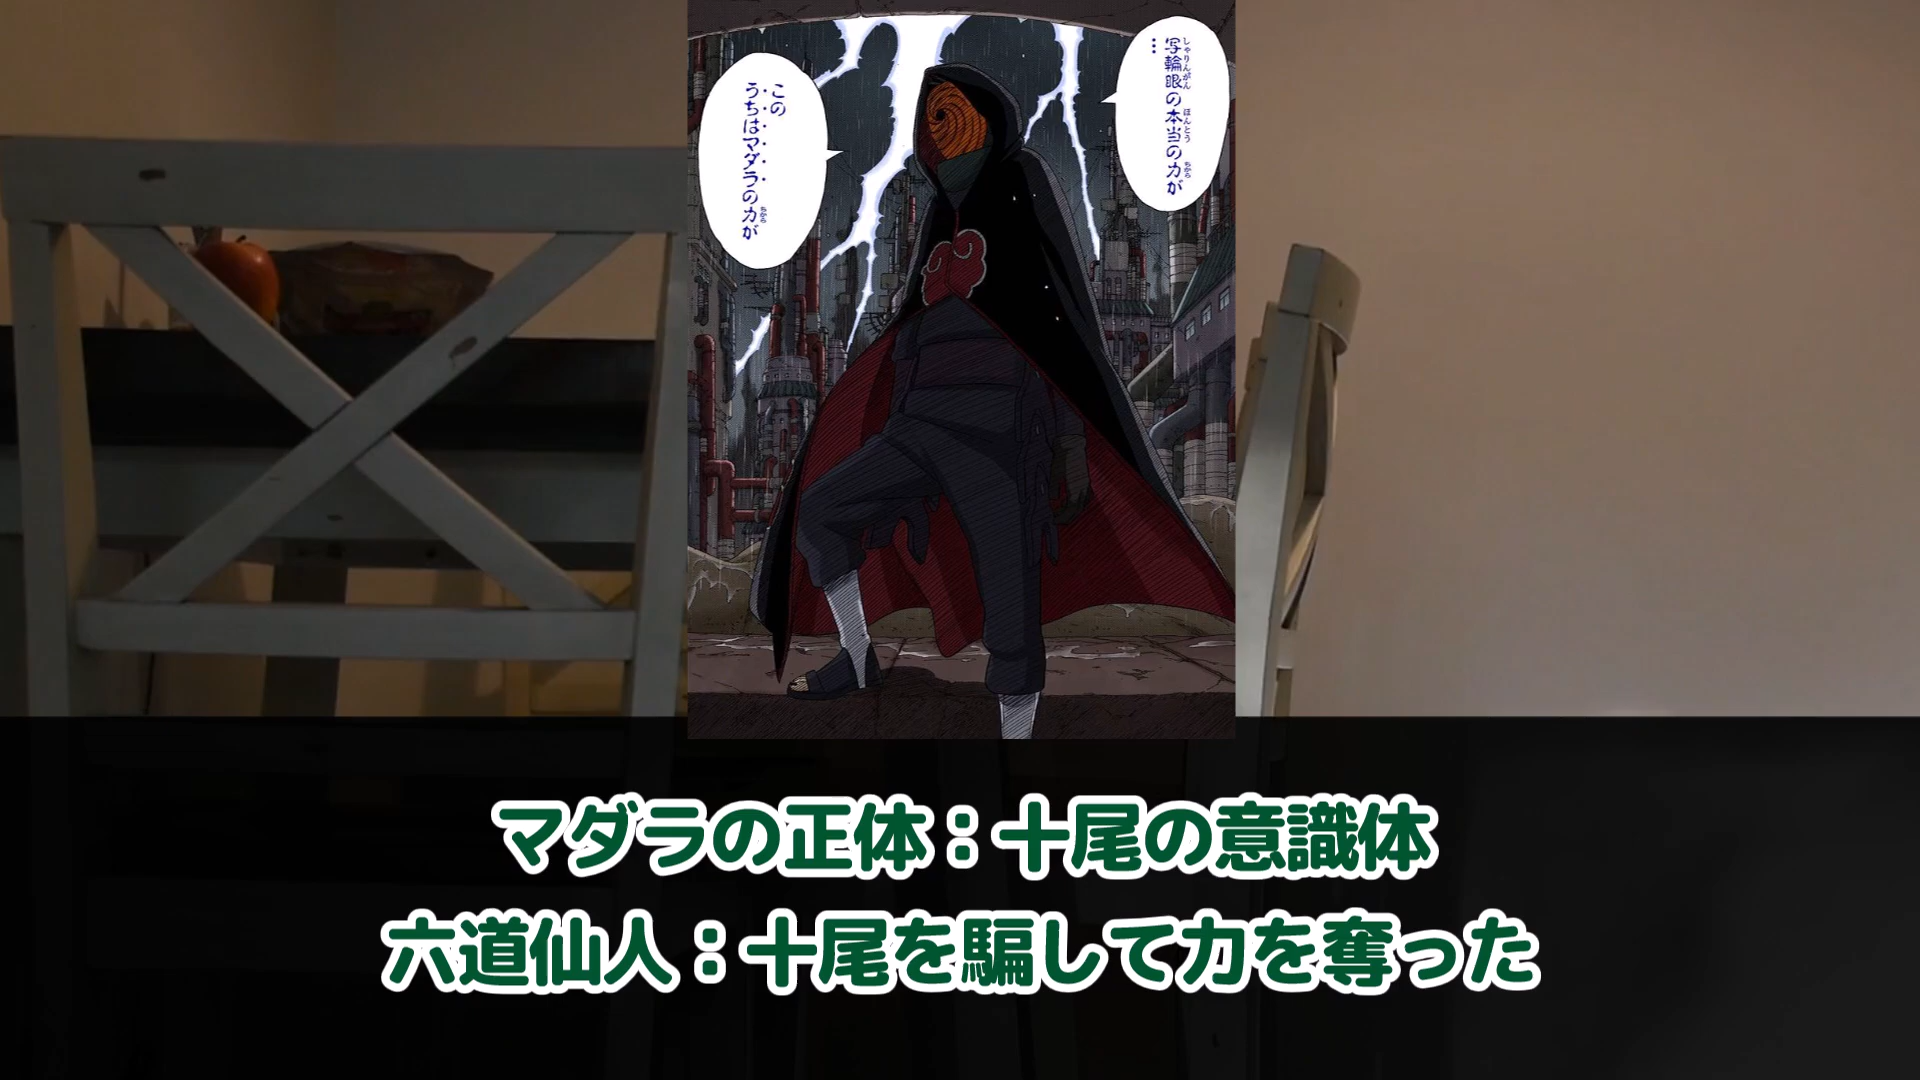 写輪眼の本当の力が
…
この
うちはマダラの力が
マダラの正体：十尾の意識体
六道仙人：十尾を騙して力を奪った